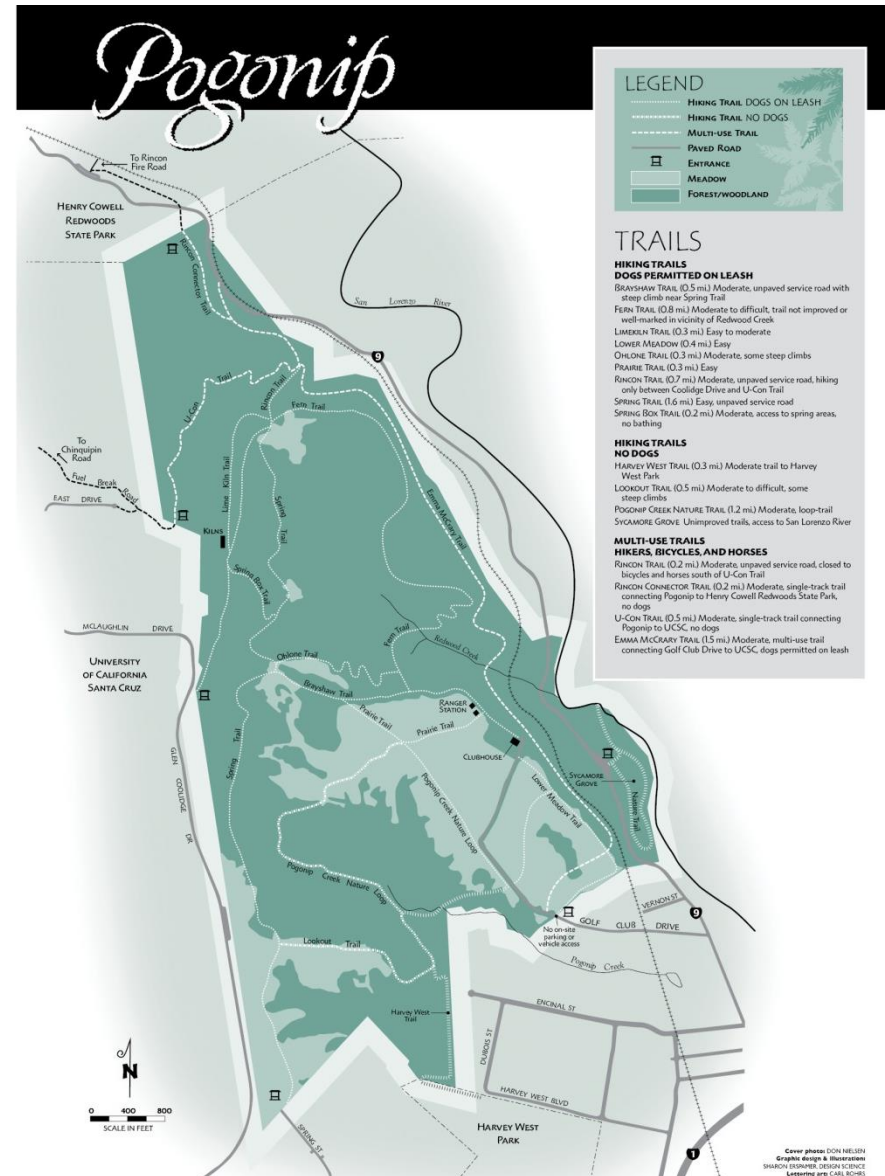 Pogonip
LEGEND
HIKING TRAIL DOGS ON LEASH
HIKING TRAIL NO DOGS
MULTI-USE TRAIL
PAVED ROAD
ENTRANCE
MEADOW
FOREST/WOODLAND
TRAILS
HIKING TRAILS
DOGS PERMITTED ON LEASH
BRAYSHAW TRAIL (0.5 mi.) Moderate, unpaved service road with
steep climb near Spring Trail
FERN TRAIL (0.8 mi.) Moderate to difficult, trail not improved or
well-marked in vicinity of Redwood Creek
LIMEKILN TRAIL (0.3 mi.) Easy to moderate
LOWER MEADOW (0.4 mi.) Easy
OHLONE TRAIL (0.3 mi.) Moderate, some steep climbs
PRAIRIE TRAIL (0.3 mi.) Easy
RINCON TRAIL (0.7 mi.) Moderate, unpaved service road, hiking
only between Coolidge Drive and U-Con Trail
SPRING TRAIL (1.6 mi.) Easy, unpaved service road
SPRING BOX TRAIL (0.2 mi.) Moderate, access to spring areas,
no bathing
HIKING TRAILS
NO DOGS
HARVEY WEST TRAIL (0.3 mi.) Moderate trail to Harvey
West Park
LOOKOUT TRAIL (0.5 mi.) Moderate to difficult, some
steep climbs
POGONIP CREEK NATURE TRAIL (1.2 mi.) Moderate, loop-trail
SYCAMORE GROVE Unimproved trails, access to San Lorenzo River
MULTI-USE TRAILS
HIKERS, BICYCLES, AND HORSES
RINCON TRAIL (0.2 mi.) Moderate, unpaved service road, closed to
bicycles and horses south of U-Con Trail
RINCON CONNECTOR TRAIL (0.2 mi.) Moderate, single-track trail
connecting Pogonip to Henry Cowell Redwoods State Park,
no dogs
U-CON TRAIL (0.5 mi.) Moderate, single-track trail connecting
Pogonip to UCSC, no dogs
EMMA MCCRARY TRAIL (1.5 mi.) Moderate, multi-use trail
connecting Golf Club Drive to UCSC, dogs permitted on leash
To Rincon
Fire Road
HENRY COWELL
REDWOODS
STATE PARK
Rincon Connector Trail
San Lorenzo River
9
U-Con Trail
Rincon Trail
Fern Trail
To
Chinquipin
Road
Fuel Break Road
EAST DRIVE
Lime Kiln Trail
KILNS
Spring Trail
Emma McCrary Trail
Spring Box Trail
MCLAUGHLIN DRIVE
UNIVERSITY
OF CALIFORNIA
SANTA CRUZ
Fern Trail
Redwood Creek
Ohlone Trail
Brayshaw Trail
RANGER
STATION
Prairie Trail
Prairie Trail
CLUBHOUSE
Spring Trail
GLEN COOLIDGE DR
Pogonip Creek Nature Loop
Lower Meadow Trail
SYCAMORE
GROVE
Nature Trail
Pogonip Creek Nature Loop
VERNON ST
9
GOLF CLUB DRIVE
No on-site
parking or
vehicle access
Pogonip Creek
Lookout Trail
Harvey West
Trail
ENCINAL ST
DUBOIS ST
HARVEY WEST BLVD
N
0 400 800
SCALE IN FEET
SPRING ST
HARVEY WEST
PARK
1
Cover photo: DON NIELSEN
Graphic design & Illustration:
SHARON ERSPAMER, DESIGN SCIENCE
Lettering art: CARL ROHRS